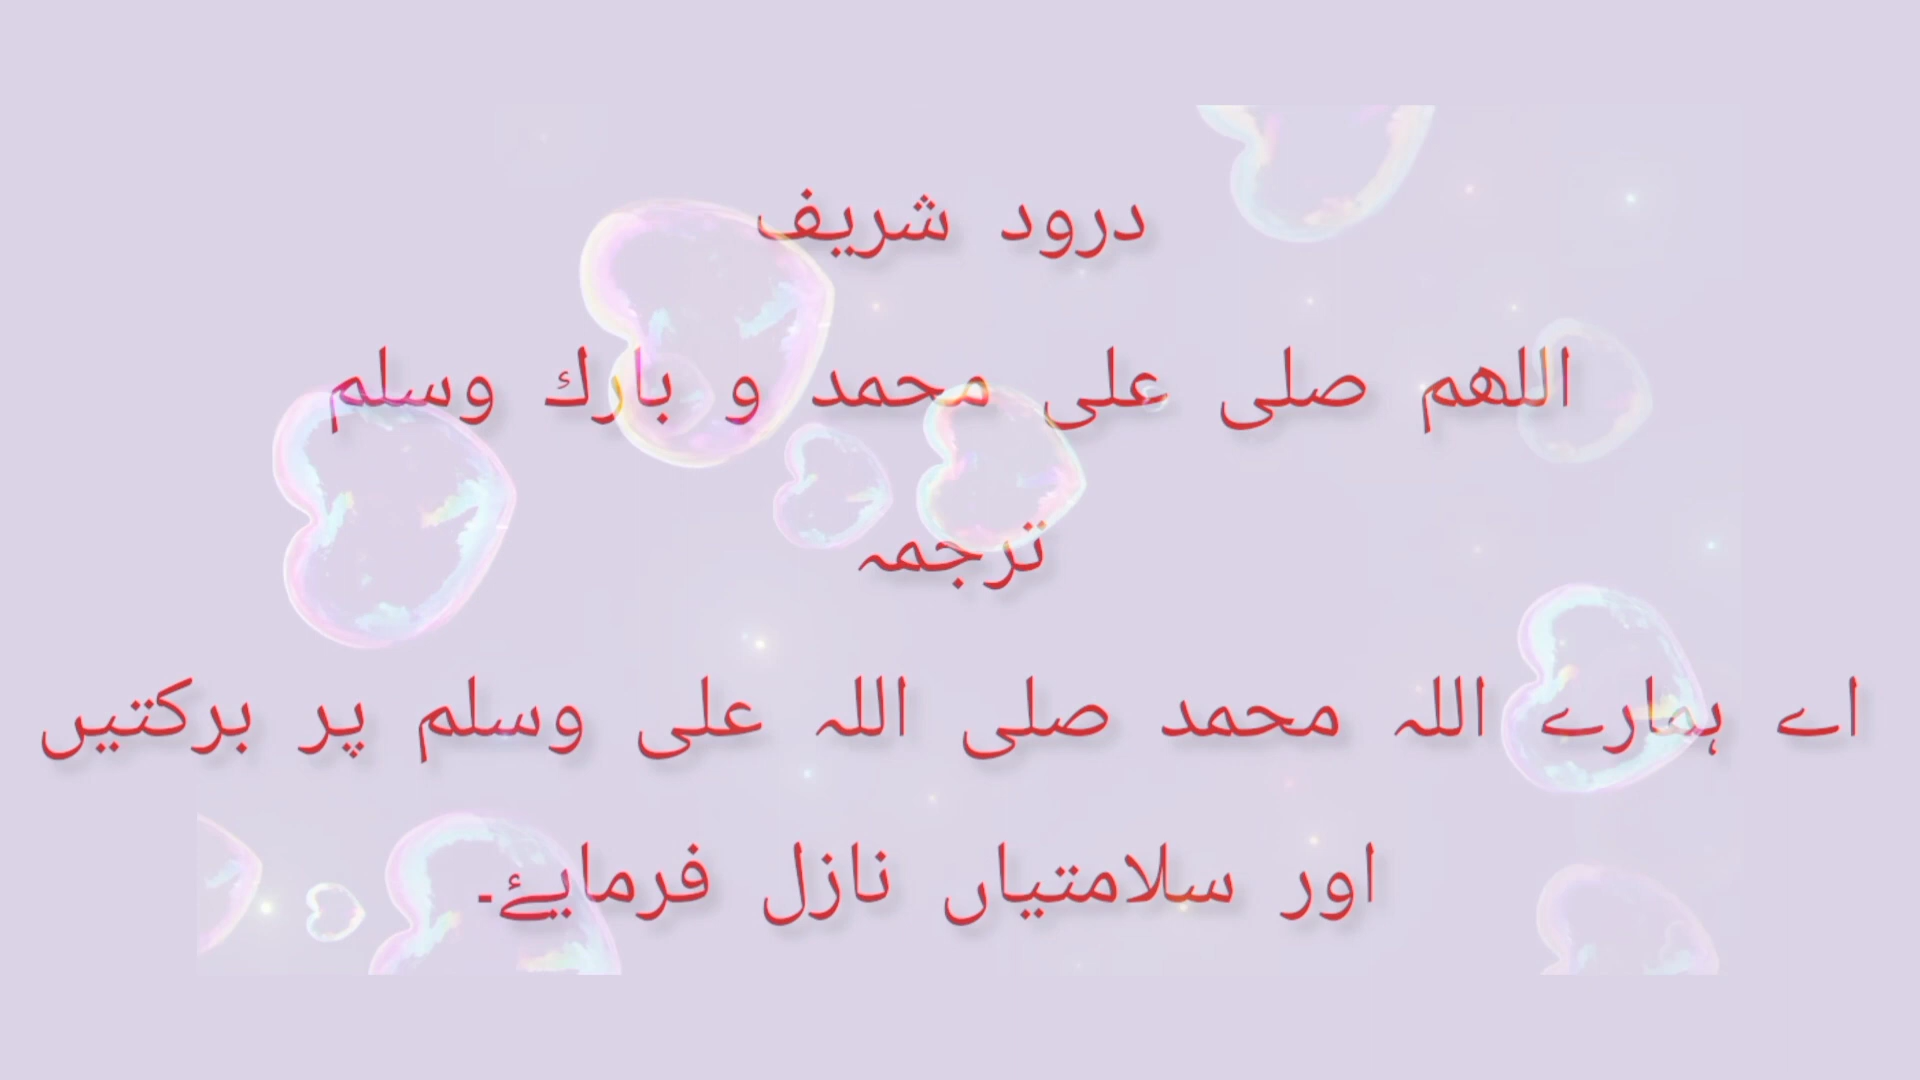 درود شریف
اللهم صلی علی محمد و بارك وسلم
ترجمہ
اے ہمارے اللہ محمد صلی اللہ علی وسلم پر برکتیں
اور سلامتیاں نازل فرمایۓ۔